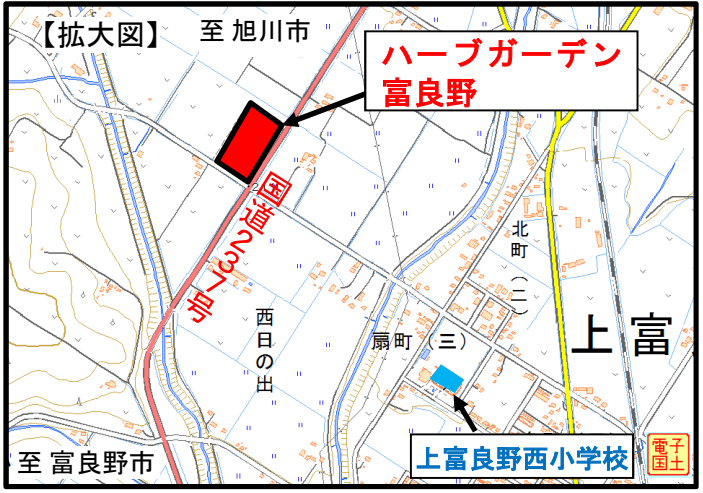 【拡大図】
至 旭川市
ハーブガーデン
富良野
国道237号
北町（二）
西日の出
扇町（三）
上富
上富良野西小学校
至 富良野市
電子
国土